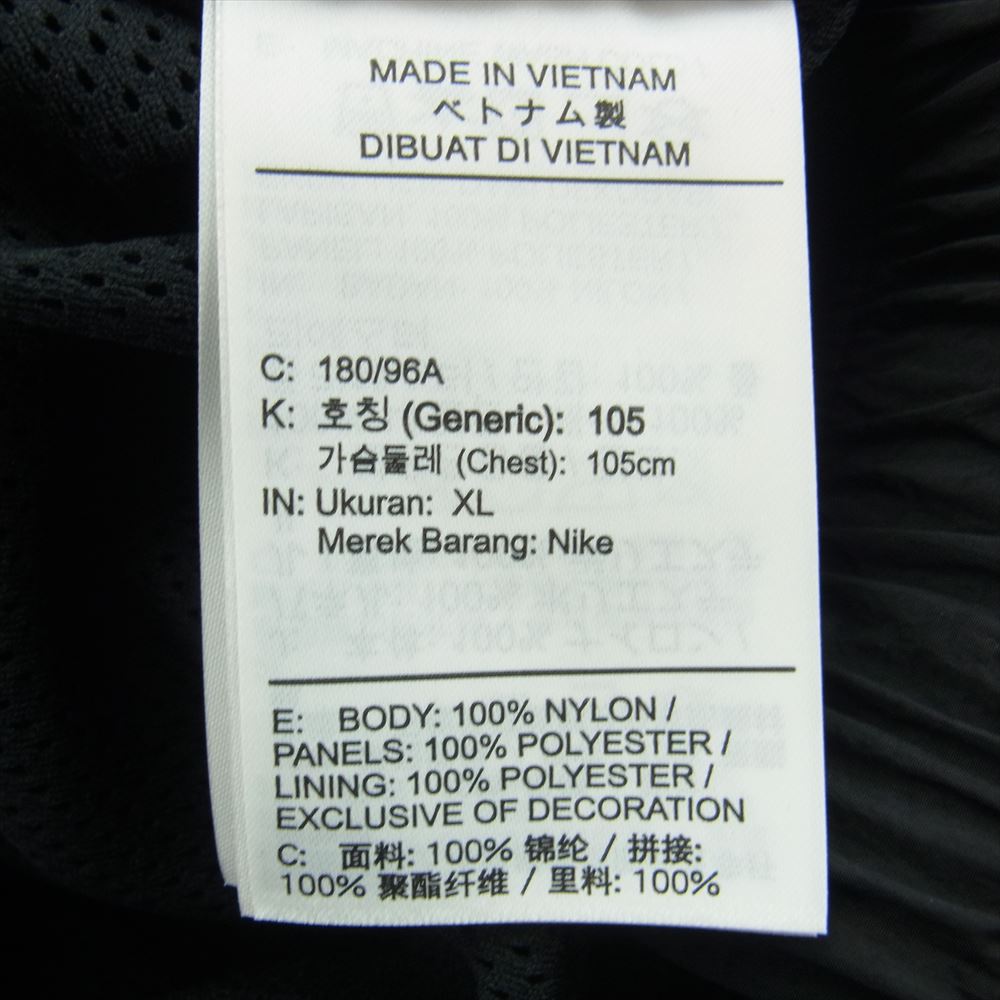 MADE IN VIETNAM
ベトナム製
DIBUAT DI VIETNAM
C: 180/96A
K: 호칭 (Generic): 105
가슴둘레 (Chest): 105cm
IN: Ukuran: XL
Merek Barang: Nike
E: BODY: 100% NYLON /
PANELS: 100% POLYESTER /
LINING: 100% POLYESTER /
EXCLUSIVE OF DECORATION
C: 面料: 100% 锦纶 / 拼接:
100% 聚酯纤维 / 里料: 100%